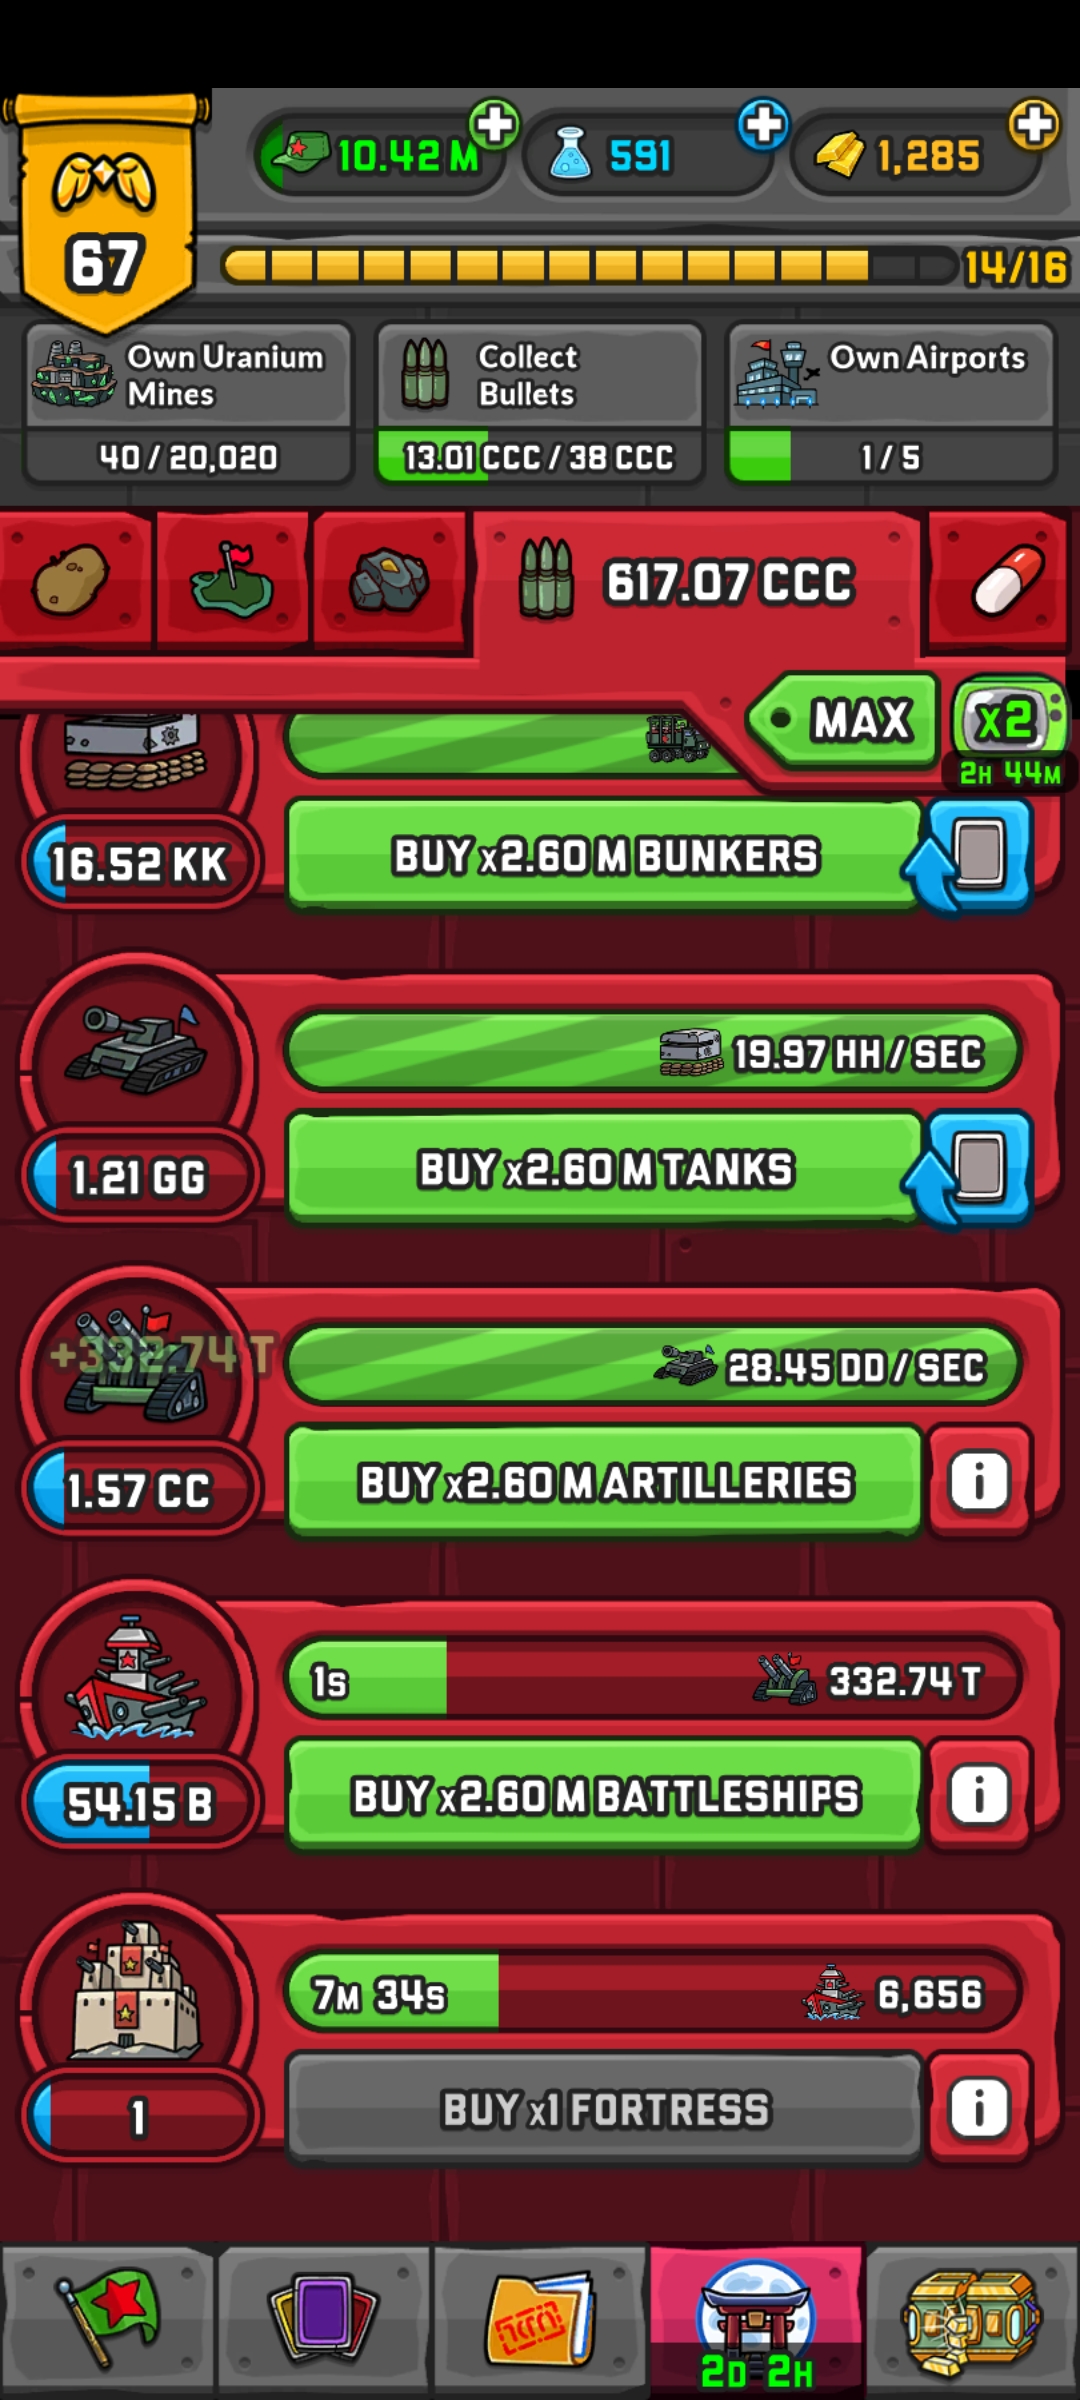 10.42 M
591
1,285
67
14/16
Own Uranium
Mines
40 / 20,020
Collect
Bullets
13.01 CCC / 38 CCC
Own Airports
1 / 5
617.07 CCC
MAX
x2
2H 44M
16.52 KK
BUY x2.60 M BUNKERS
19.97 HH / SEC
1.21 GG
BUY x2.60 M TANKS
+332.74 T
28.45 DD / SEC
1.57 CC
BUY x2.60 M ARTILLERIES
i
1s
332.74 T
54.15 B
BUY x2.60 M BATTLESHIPS
i
7M 34s
6,656
1
BUY x1 FORTRESS
i
2D 2H